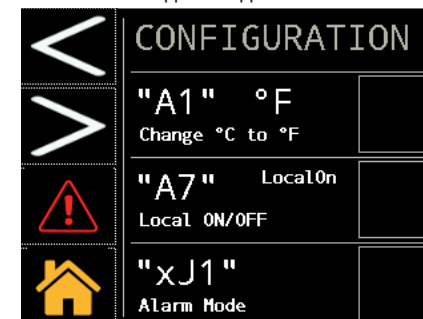 CONFIGURATION
"A1" °F
Change °C to °F
"A7" LocalOn
Local ON/OFF
"xJ1"
Alarm Mode